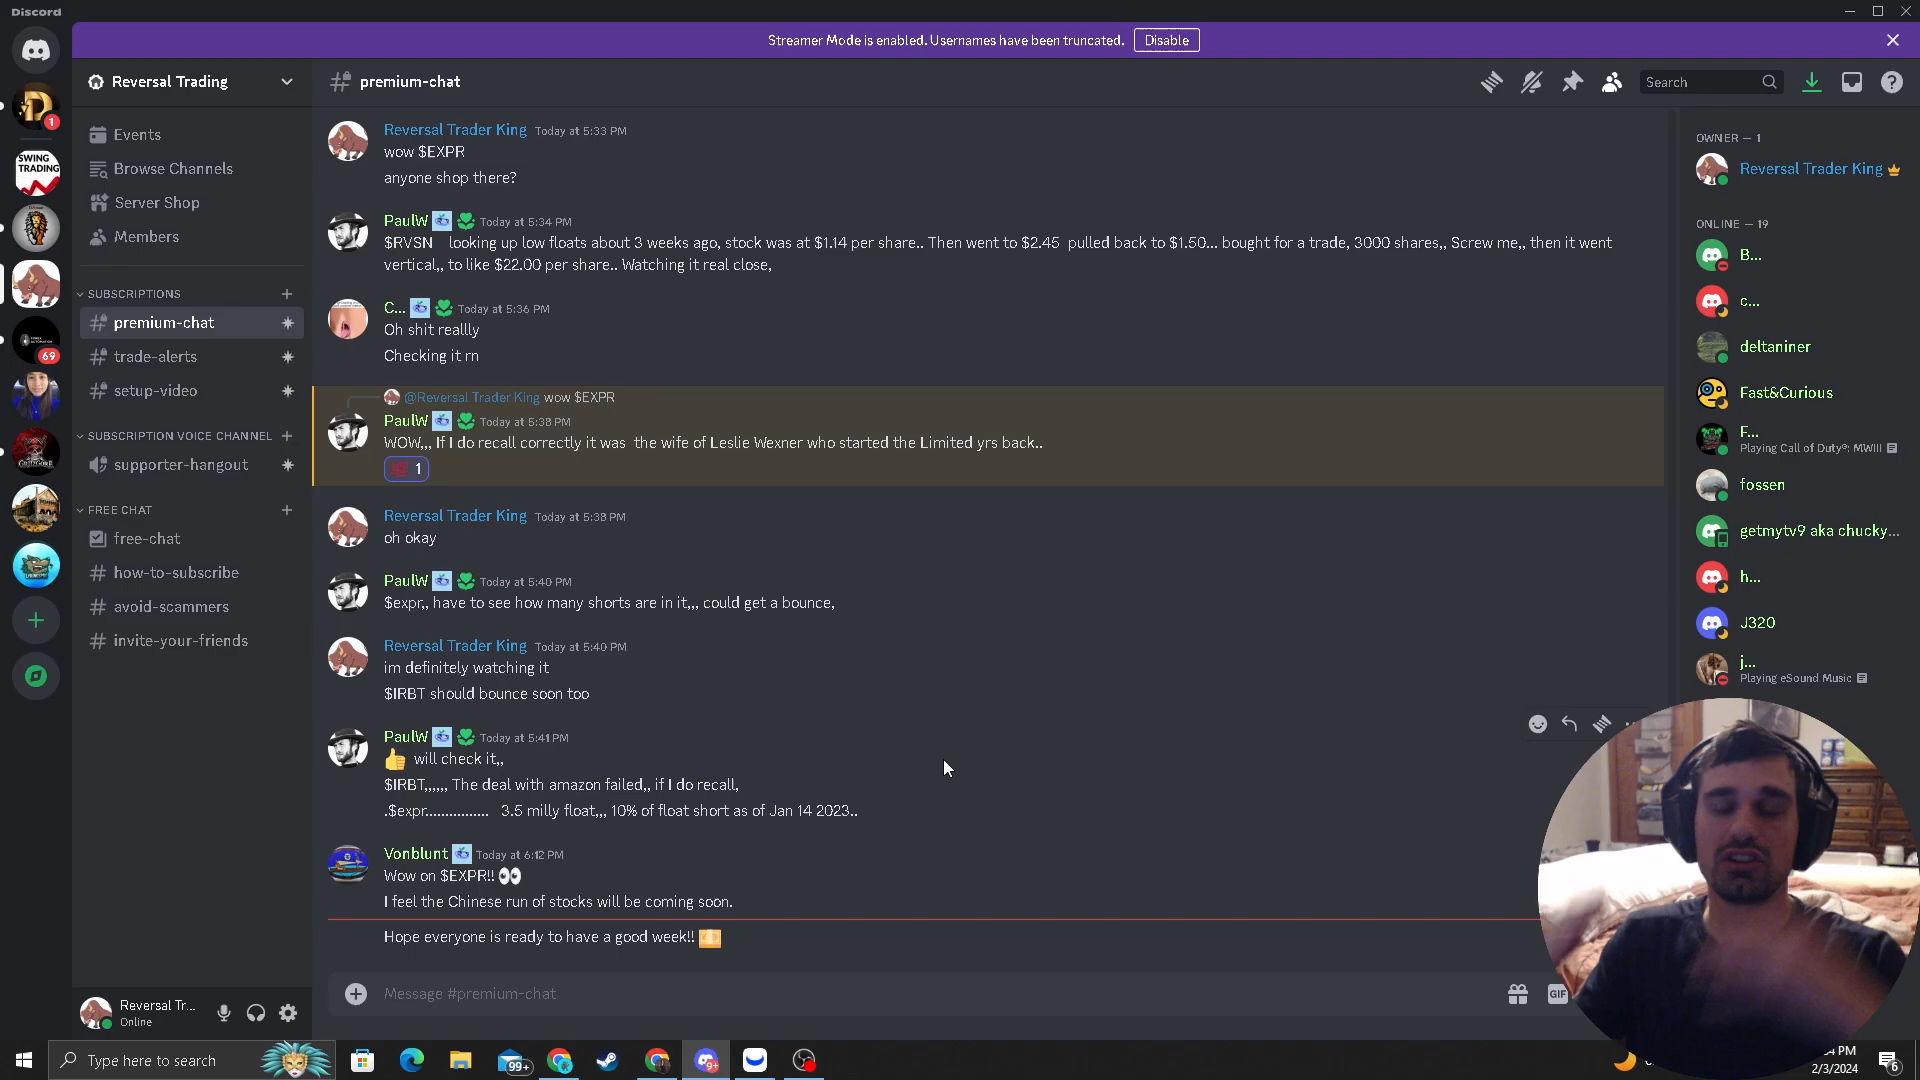 Discord
Streamer Mode is enabled. Usernames have been truncated.
Disable
Reversal Trading
premium-chat
Search
1
SWING
TRADING
69
Events
Browse Channels
Server Shop
Members
SUBSCRIPTIONS
premium-chat
trade-alerts
setup-video
SUBSCRIPTION VOICE CHANNEL
supporter-hangout
FREE CHAT
free-chat
how-to-subscribe
avoid-scammers
invite-your-friends
Reversal Tr...
Online
Reversal Trader King Today at 5:33 PM
wow $EXPR
anyone shop there?
PaulW Today at 5:34 PM
$RVSN looking up low floats about 3 weeks ago, stock was at $1.14 per share.. Then went to $2.45 pulled back to $1.50... bought for a trade, 3000 shares,, Screw me,, then it went
vertical,, to like $22.00 per share.. Watching it real close,
C... Today at 5:36 PM
Oh shit reallly
Checking it rn
@Reversal Trader King wow $EXPR
PaulW Today at 5:38 PM
WOW,,, If I do recall correctly it was the wife of Leslie Wexner who started the Limited yrs back..
1
Reversal Trader King Today at 5:38 PM
oh okay
PaulW Today at 5:40 PM
$expr,, have to see how many shorts are in it,,, could get a bounce,
Reversal Trader King Today at 5:40 PM
im definitely watching it
$IRBT should bounce soon too
PaulW Today at 5:41 PM
will check it,,
$IRBT,,,,,, The deal with amazon failed,, if I do recall,
.$expr................ 3.5 milly float,,, 10% of float short as of Jan 14 2023..
Vonblunt Today at 6:12 PM
Wow on $EXPR!!
I feel the Chinese run of stocks will be coming soon.
Hope everyone is ready to have a good week!!
Message #premium-chat
GIF
OWNER — 1
Reversal Trader King
ONLINE — 19
B...
c...
deltaniner
Fast&Curious
F...
Playing Call of Duty®: MWIII
fossen
getmytv9 aka chucky...
h...
J320
j...
Playing eSound Music
Type here to search
99+
9+
4 PM
2/3/2024
6